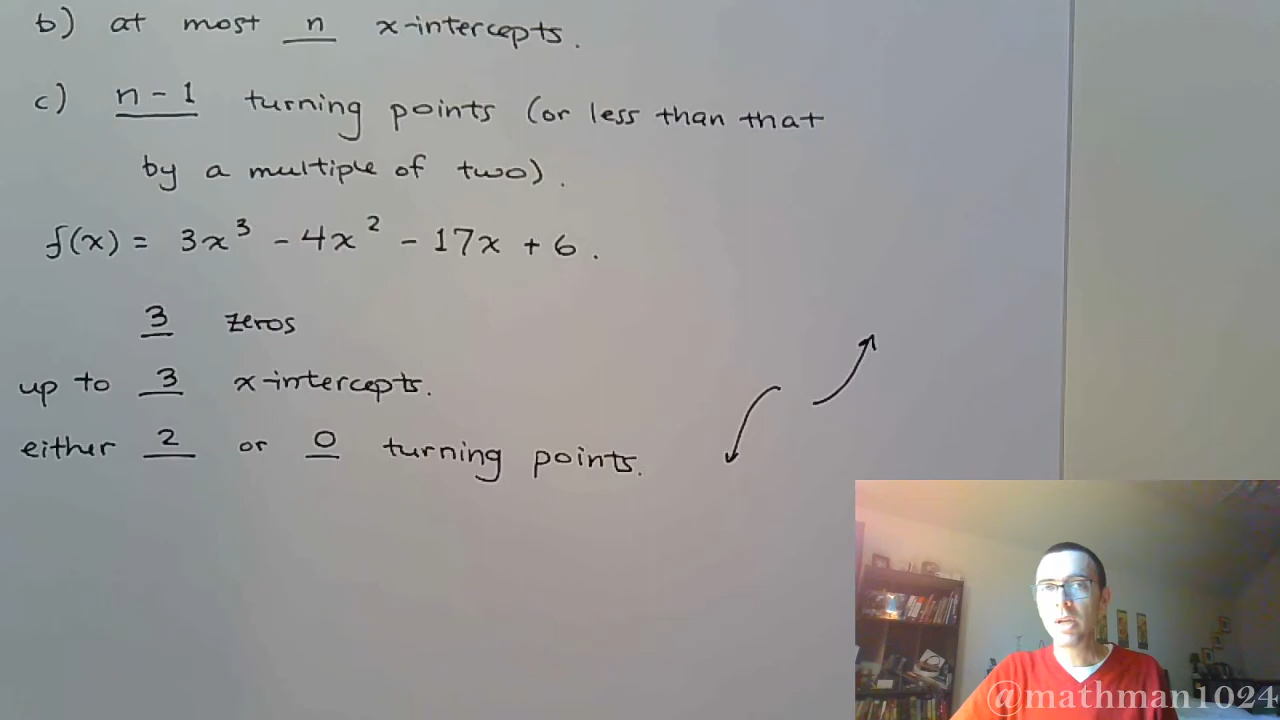 b) at most n x-intercepts.
c) n-1 turning points (or less than that
by a multiple of two).
f(x) = 3x³ - 4x² - 17x + 6.
3 zeros
up to 3 x-intercepts.
either 2 or 0 turning points.
@mathman1024